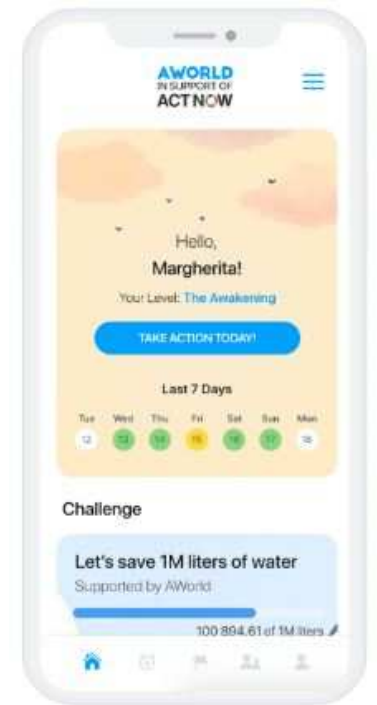 AWORLD
IN SUPPORT OF
ACT NOW
Hello,
Margherita!
Your Level: The Awakening
TAKE ACTION TODAY!
Last 7 Days
Tue Wed Thu Fri Sat Sun Mon
12 13 14 15 16 17 18
Challenge
Let's save 1M liters of water
Supported by AWorld
100 894.61 of 1M liters